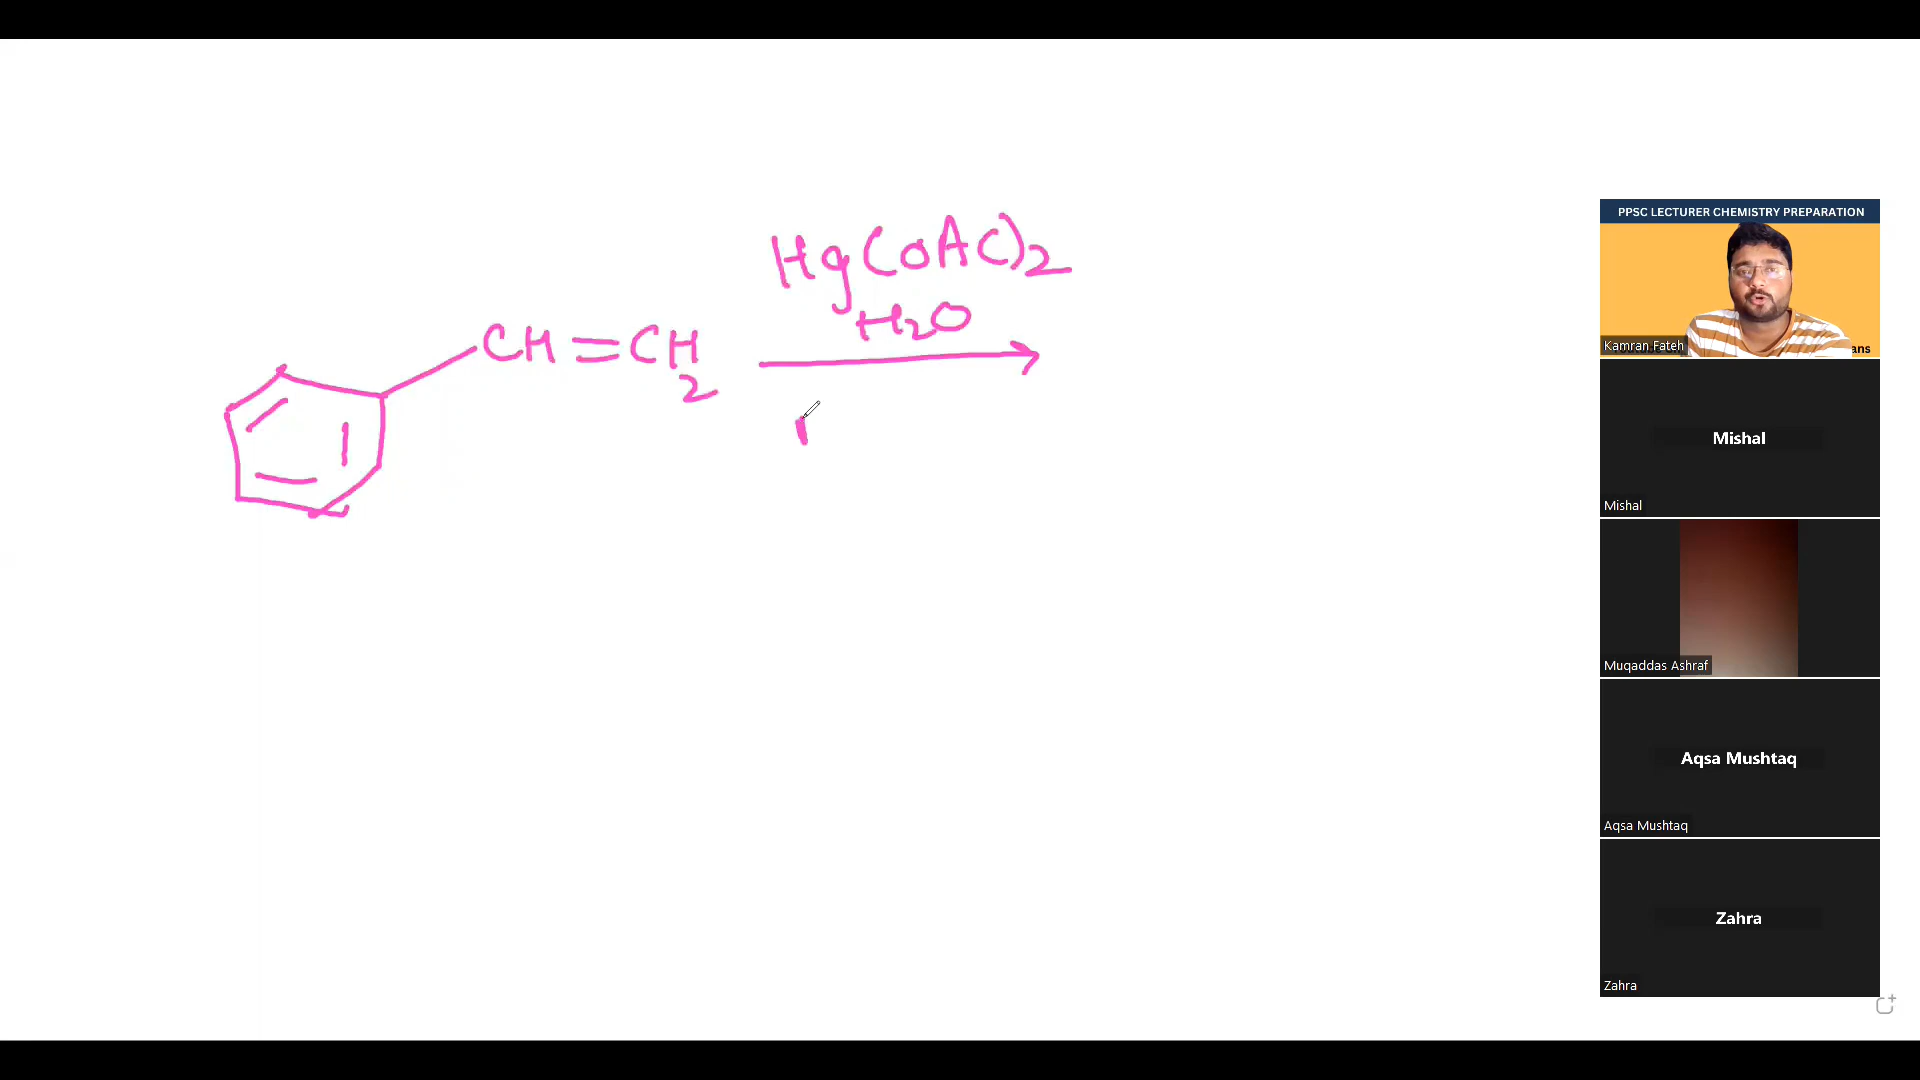 Hg(OAC)2
H2O
CH=CH2
PPSC LECTURER CHEMISTRY PREPARATION
Kamran Fateh
ans
Mishal
Mishal
Muqaddas Ashraf
Aqsa Mushtaq
Aqsa Mushtaq
Zahra
Zahra